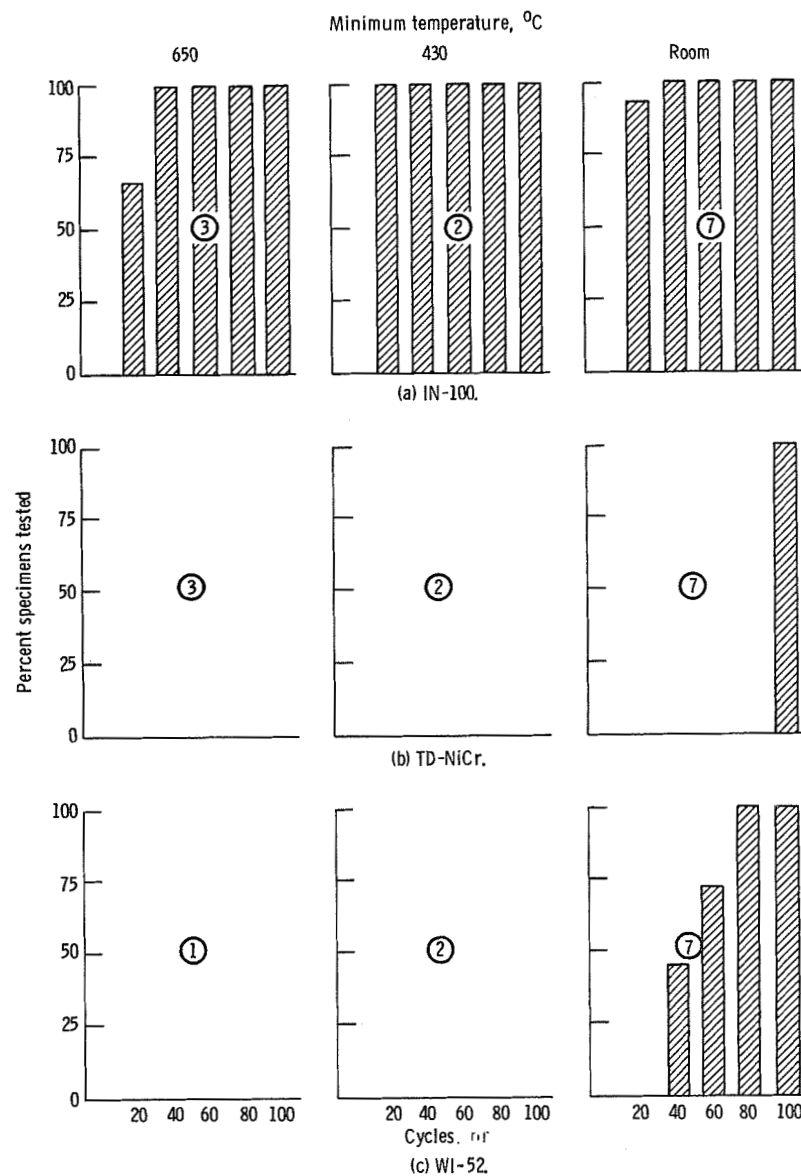 Minimum temperature, °C
650 430 Room
100
75
50
25
0
3
2
7
(a) IN-100.
Percent specimens tested
100
75
50
25
0
3
2
7
(b) TD-NiCr.
100
75
50
25
0
1
2
7
20 40 60 80 100
20 40 60 80 100
20 40 60 80 100
Cycles,
(c) WI-52.